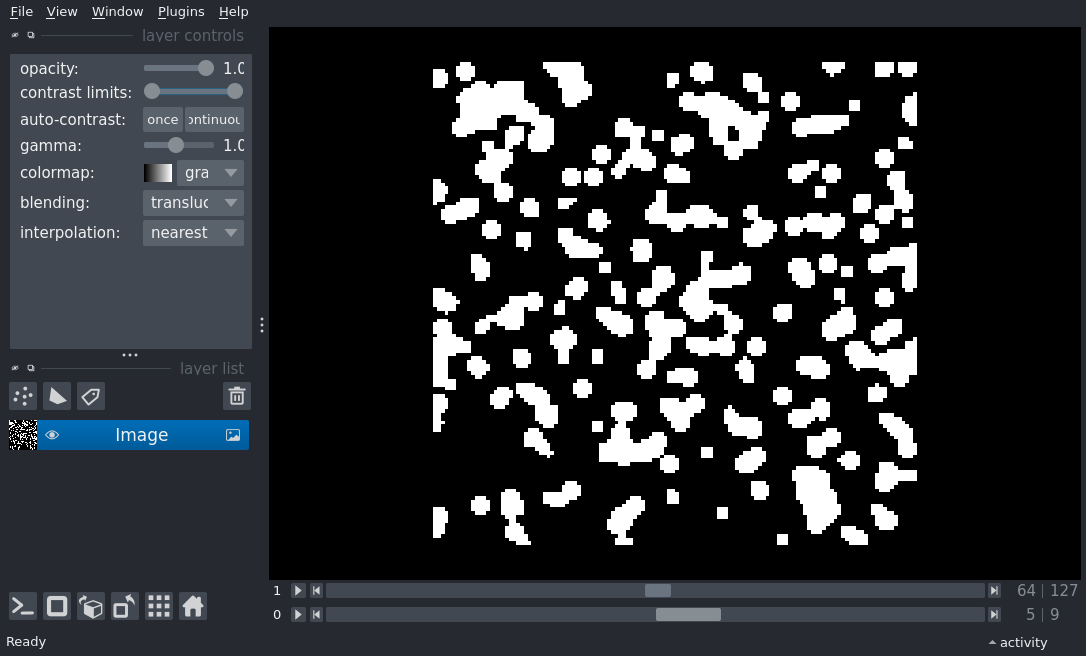 File View Window Plugins Help
layer controls
opacity: 1.0
contrast limits:
auto-contrast: once ontinuou
gamma: 1.0
colormap: gra
blending: transluc
interpolation: nearest
layer list
Image
1 64 | 127
0 5 | 9
Ready activity